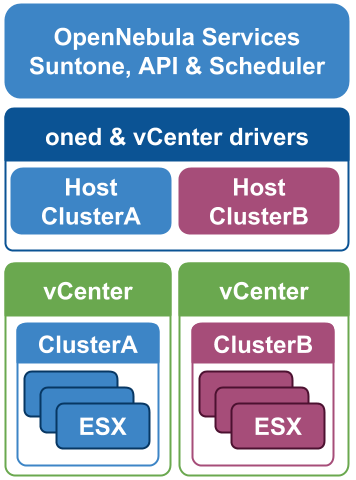 OpenNebula Services
Suntone, API & Scheduler
oned & vCenter drivers
Host
ClusterA
Host
ClusterB
vCenter
vCenter
ClusterA
ClusterB
ESX
ESX